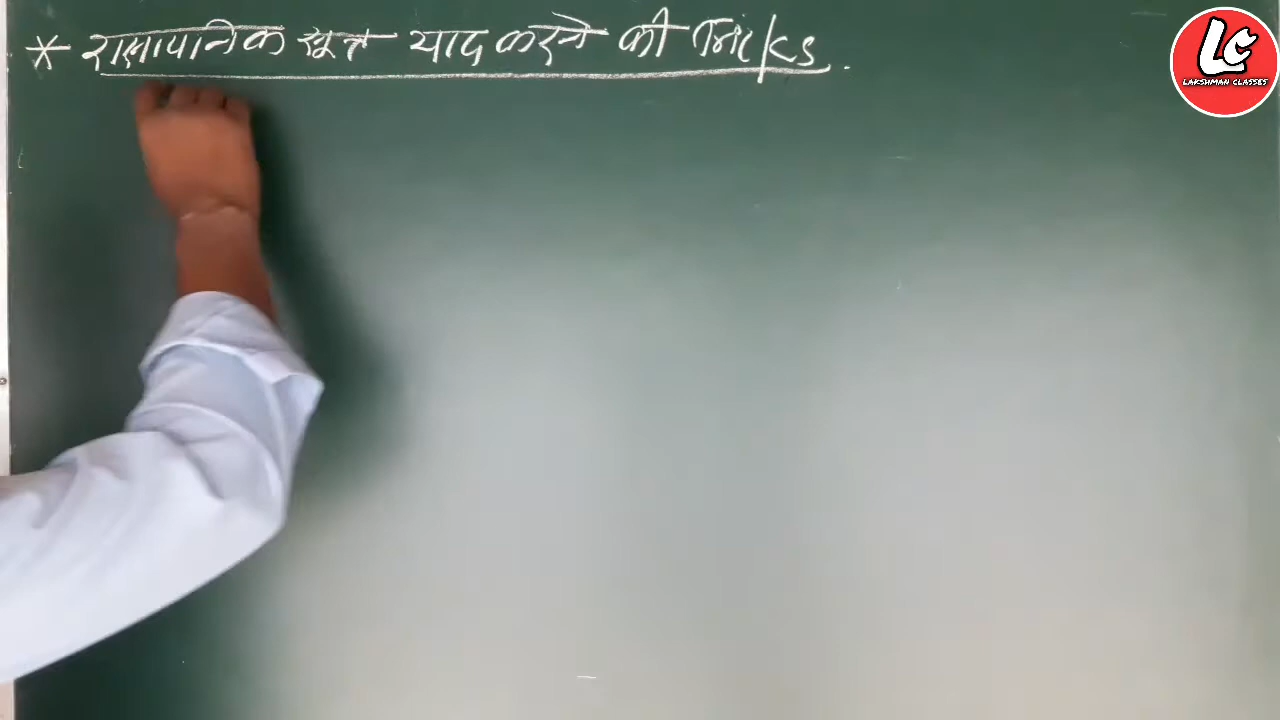 * रासायनिक सूत्र याद करने की Tricks.
LC
LAKSHMAN CLASSES